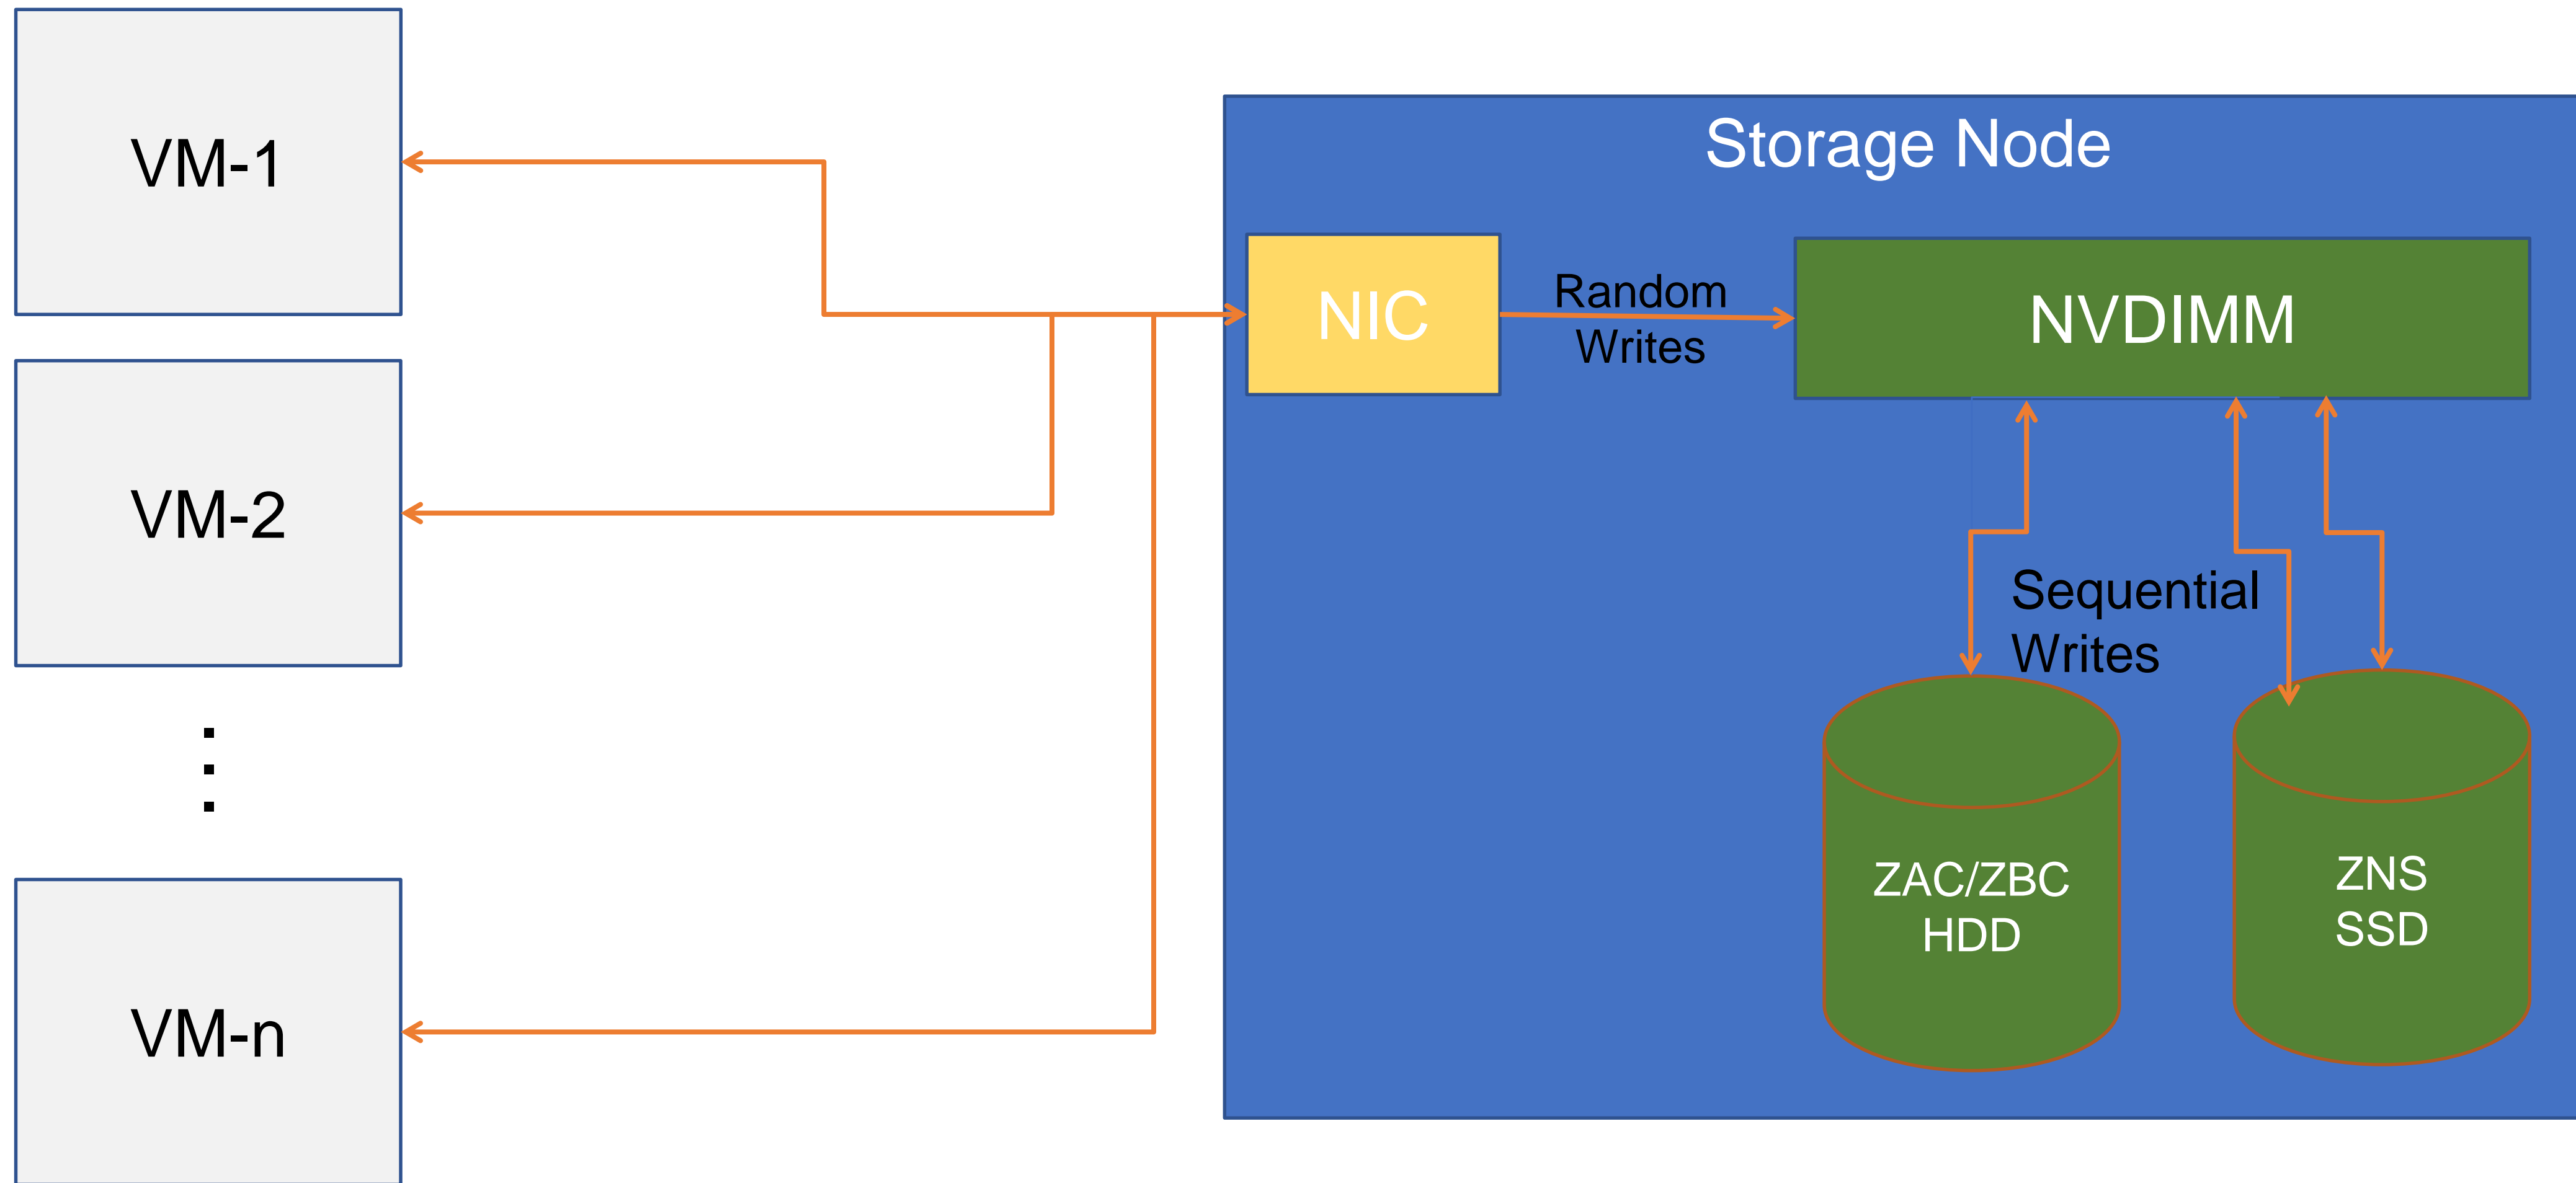 VM-1
VM-2
⋮
VM-n
Storage Node
NIC
Random
Writes
NVDIMM
Sequential
Writes
ZAC/ZBC
HDD
ZNS
SSD